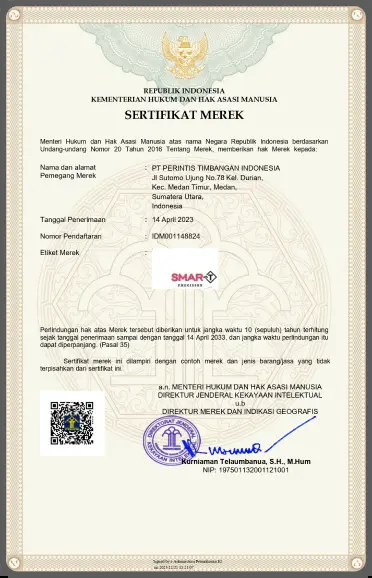 REPUBLIK INDONESIA
KEMENTERIAN HUKUM DAN HAK ASASI MANUSIA
SERTIFIKAT MEREK
Menteri Hukum dan Hak Asasi Manusia atas nama Negara Republik Indonesia berdasarkan
Undang-undang Nomor 20 Tahun 2016 Tentang Merek, memberikan hak Merek kepada:
Nama dan alamat : PT PERINTIS TIMBANGAN INDONESIA
Pemegang Merek Jl Sutomo Ujung No.78 Kel. Durian,
Kec. Medan Timur, Medan,
Sumatera Utara,
Indonesia
Tanggal Penerimaan : 14 April 2023
Nomor Pendaftaran : IDM001148824
Etiket Merek :
SMAR-T
PRECISION
Perlindungan hak atas Merek tersebut diberikan untuk jangka waktu 10 (sepuluh) tahun terhitung
sejak tanggal penerimaan sampai dengan tanggal 14 April 2033, dan jangka waktu perlindungan itu
dapat diperpanjang. (Pasal 35)
Sertifikat merek ini dilampiri dengan contoh merek dan jenis barang/jasa yang tidak
terpisahkan dari sertifikat ini.
a.n. MENTERI HUKUM DAN HAK ASASI MANUSIA
DIREKTUR JENDERAL KEKAYAAN INTELEKTUAL
u.b
DIREKTUR MEREK DAN INDIKASI GEOGRAFIS
DIREKTORAT JENDERAL
KEKAYAAN INTELEKTUAL
Kurniaman Telaumbanua, S.H., M.Hum
NIP: 197501132001121001